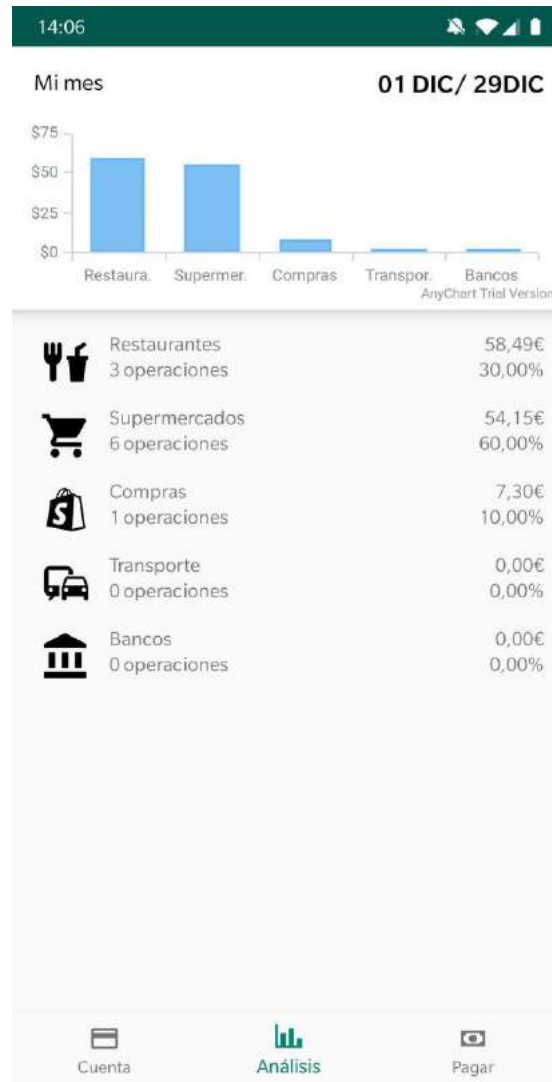 14:06
Mi mes 01 DIC/ 29DIC
$75
$50
$25
$0
Restaura. Supermer. Compras Transpor. Bancos
AnyChart Trial Version
Restaurantes 58,49€
3 operaciones 30,00%
Supermercados 54,15€
6 operaciones 60,00%
Compras 7,30€
1 operaciones 10,00%
Transporte 0,00€
0 operaciones 0,00%
Bancos 0,00€
0 operaciones 0,00%
Cuenta Análisis Pagar